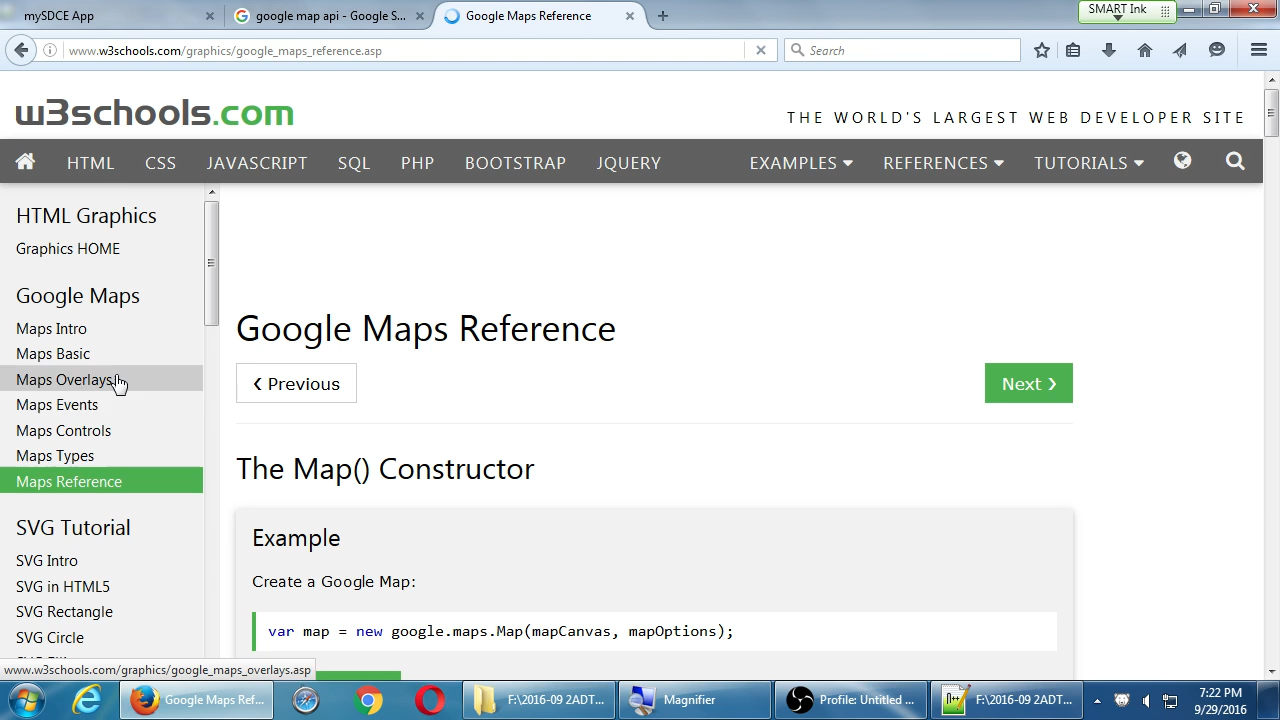 mySDCE App
google map api - Google S...
Google Maps Reference
SMART Ink
www.w3schools.com/graphics/google_maps_reference.asp
Search
w3schools.com
THE WORLD'S LARGEST WEB DEVELOPER SITE
HTML CSS JAVASCRIPT SQL PHP BOOTSTRAP JQUERY EXAMPLES REFERENCES TUTORIALS
HTML Graphics
Graphics HOME
Google Maps
Maps Intro
Maps Basic
Maps Overlays
Maps Events
Maps Controls
Maps Types
Maps Reference
SVG Tutorial
SVG Intro
SVG in HTML5
SVG Rectangle
SVG Circle
Google Maps Reference
❮ Previous
Next ❯
The Map() Constructor
Example
Create a Google Map:
var map = new google.maps.Map(mapCanvas, mapOptions);
www.w3schools.com/graphics/google_maps_overlays.asp
Google Maps Ref...
F:\2016-09 2ADT...
Magnifier
Profile: Untitled ...
F:\2016-09 2ADT...
7:22 PM
9/29/2016